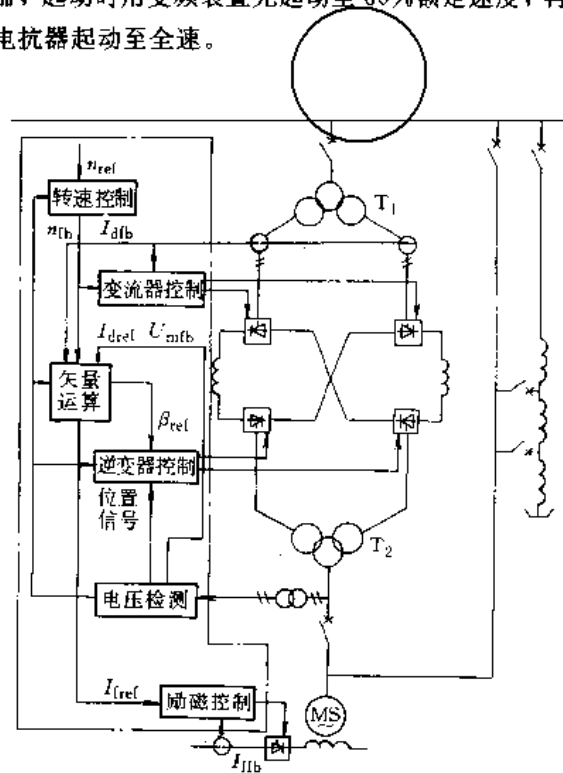 起动时用变频装置先起动至80%额定速度,再
电抗器起动至全速。
n_ref
转速控制
T₁
n_fb
I_dfb
变流器控制
I_dref
U_mfb
矢量
运算
β_ref
逆变器控制
位置
信号
T₂
电压检测
I_fref
励磁控制
MS
~
I_ffb